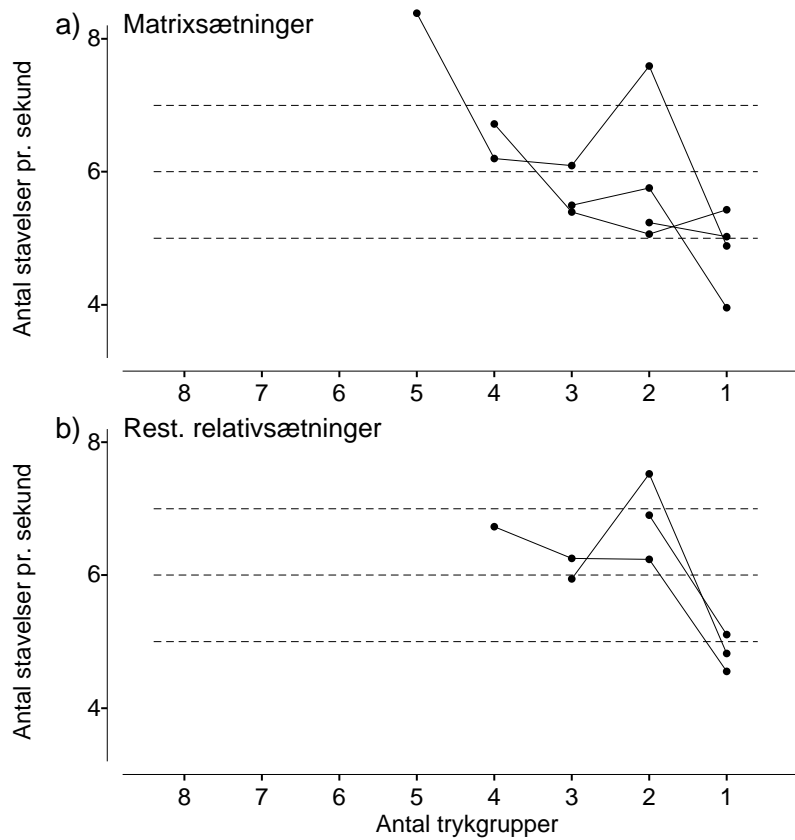 a) Matrixsætninger
Antal stavelser pr. sekund
8
6
4
8 7 6 5 4 3 2 1
b) Rest. relativsætninger
Antal stavelser pr. sekund
8
6
4
8 7 6 5 4 3 2 1
Antal trykgrupper